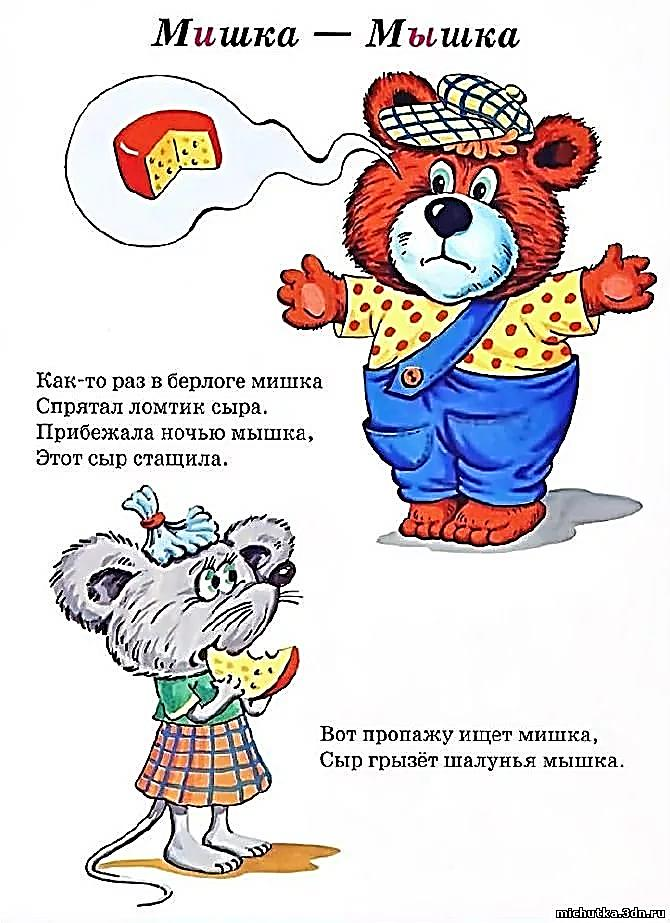 Мишка — Мышка
Как-то раз в берлоге мишка
Спрятал ломтик сыра.
Прибежала ночью мышка,
Этот сыр стащила.
Вот пропажу ищет мишка,
Сыр грызёт шалунья мышка.
michutka.3dn.ru